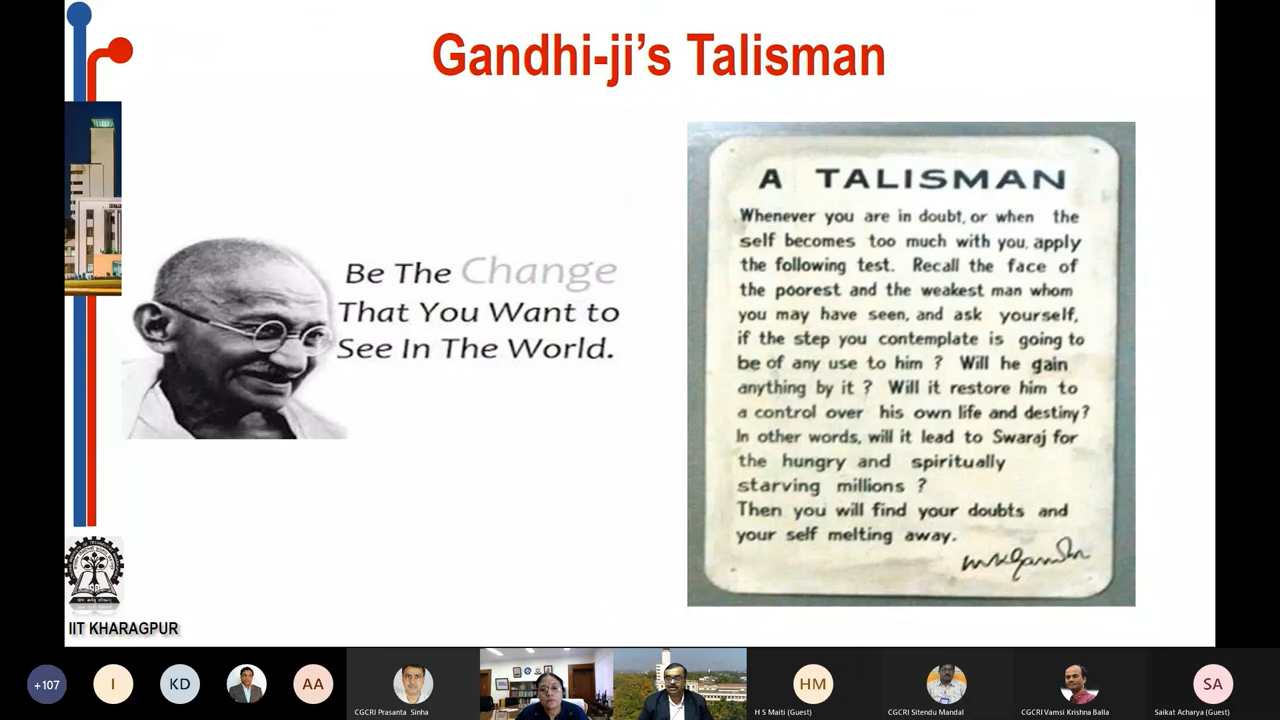 Gandhi-ji's Talisman
Be The Change
That You Want to
See In The World.
A TALISMAN
Whenever you are in doubt, or when the
self becomes too much with you, apply
the following test. Recall the face of
the poorest and the weakest man whom
you may have seen, and ask yourself,
if the step you contemplate is going to
be of any use to him ? Will he gain
anything by it ? Will it restore him to
a control over his own life and destiny?
In other words, will it lead to Swaraj for
the hungry and spiritually
starving millions ?
Then you will find your doubts and
your self melting away.
MKGandhi
IIT KHARAGPUR
+107
I
KD
AA
CGCRI Prasanta Sinha
HM
H S Maiti (Guest)
CGCRI Sitendu Mandal
CGCRI Vamsi Krishna Balla
SA
Saikat Acharya (Guest)